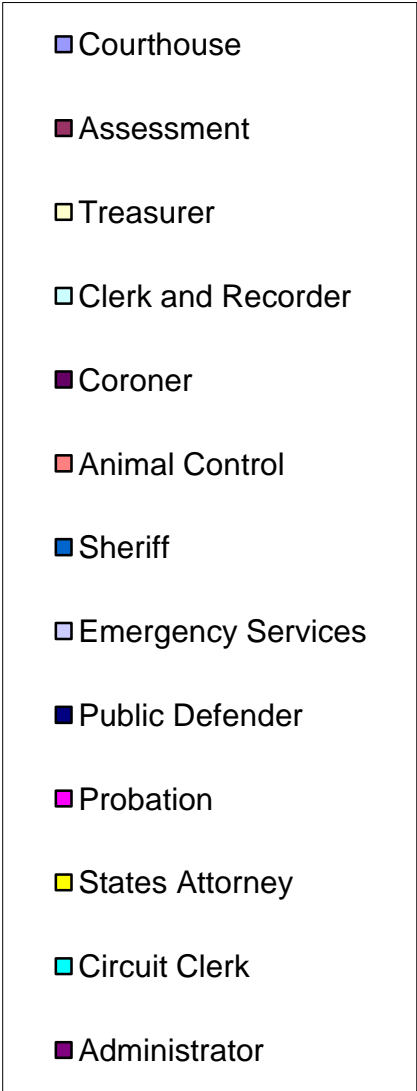 Courthouse
Assessment
Treasurer
Clerk and Recorder
Coroner
Animal Control
Sheriff
Emergency Services
Public Defender
Probation
States Attorney
Circuit Clerk
Administrator